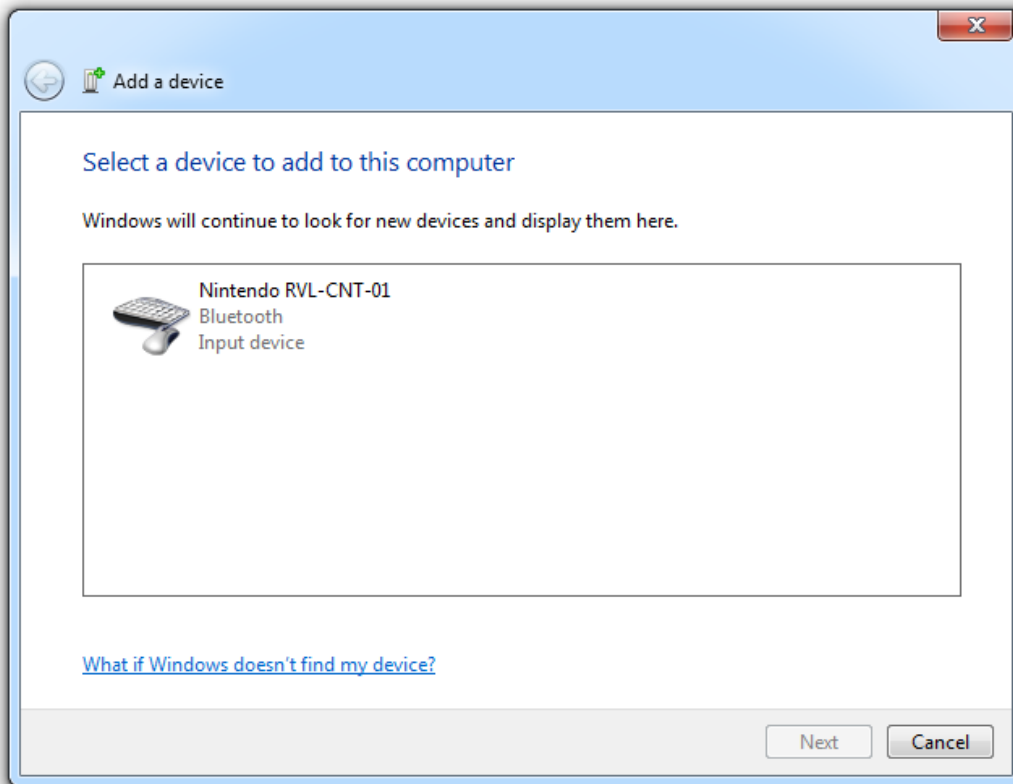 Add a device
Select a device to add to this computer
Windows will continue to look for new devices and display them here.
Nintendo RVL-CNT-01
Bluetooth
Input device
What if Windows doesn't find my device?
Next
Cancel